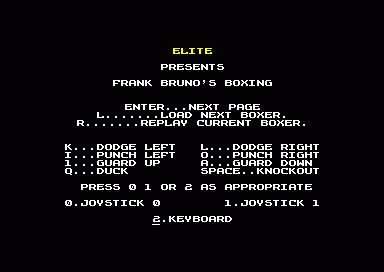 ELITE
PRESENTS
FRANK BRUNO'S BOXING
ENTER...NEXT PAGE
L.......LOAD NEXT BOXER.
R.......REPLAY CURRENT BOXER.
K...DODGE LEFT L...DODGE RIGHT
I...PUNCH LEFT O...PUNCH RIGHT
1...GUARD UP A...GUARD DOWN
Q...DUCK SPACE..KNOCKOUT
PRESS 0 1 OR 2 AS APPROPRIATE
0.JOYSTICK 0 1.JOYSTICK 1
2.KEYBOARD